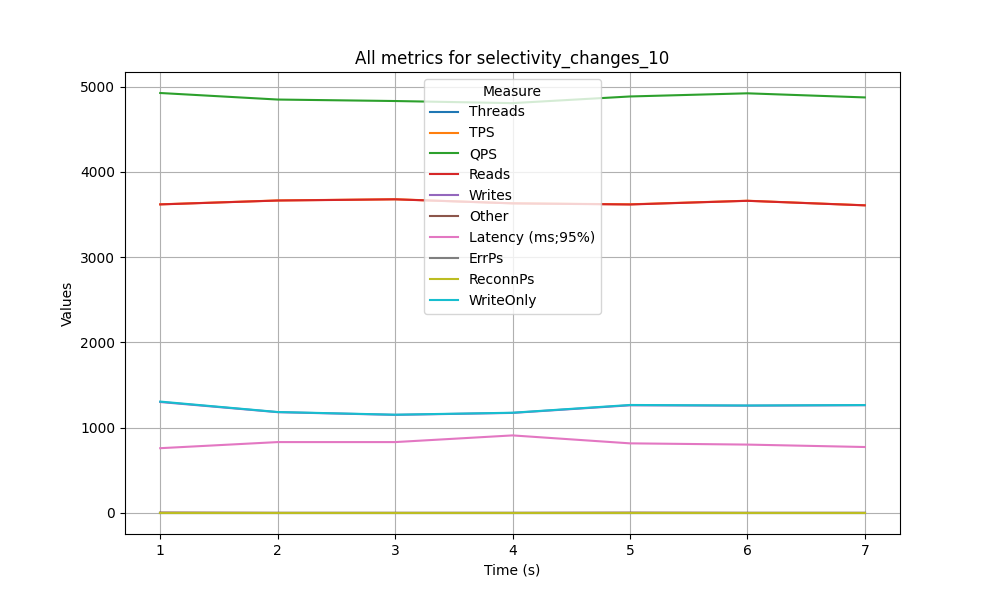 All metrics for selectivity_changes_10
Measure
Threads
TPS
QPS
Reads
Writes
Other
Latency (ms;95%)
ErrPs
ReconnPs
WriteOnly
Values
5000
4000
3000
2000
1000
0
1 2 3 4 5 6 7
Time (s)